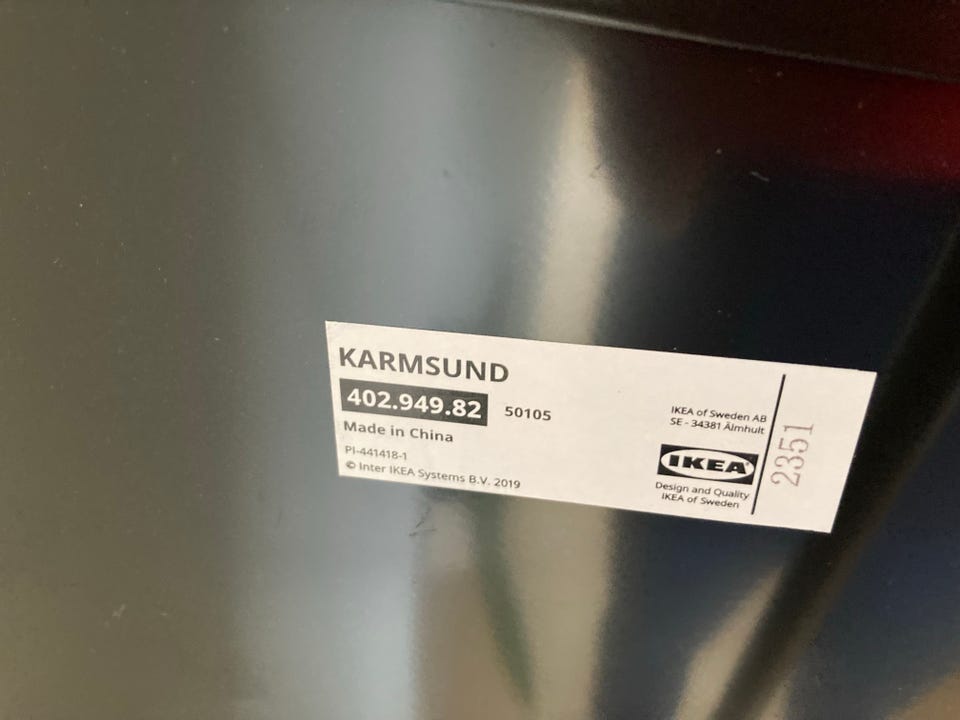 KARMSUND
402.949.82 50105
Made in China
PI-441418-1
© Inter IKEA Systems B.V. 2019
IKEA of Sweden AB
SE - 34381 Älmhult
IKEA
Design and Quality
IKEA of Sweden
2351